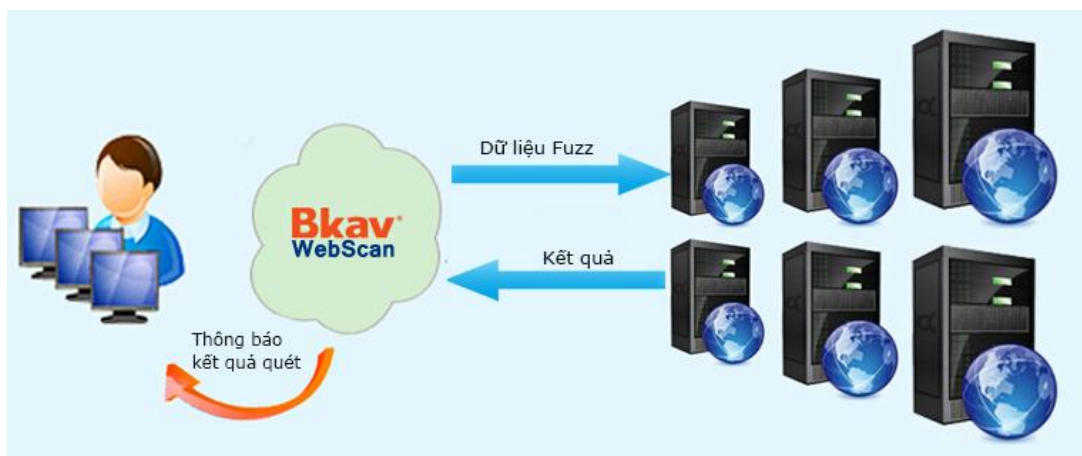 Dữ liệu Fuzz
Bkav
WebScan
Kết quả
Thông báo
kết quả quét